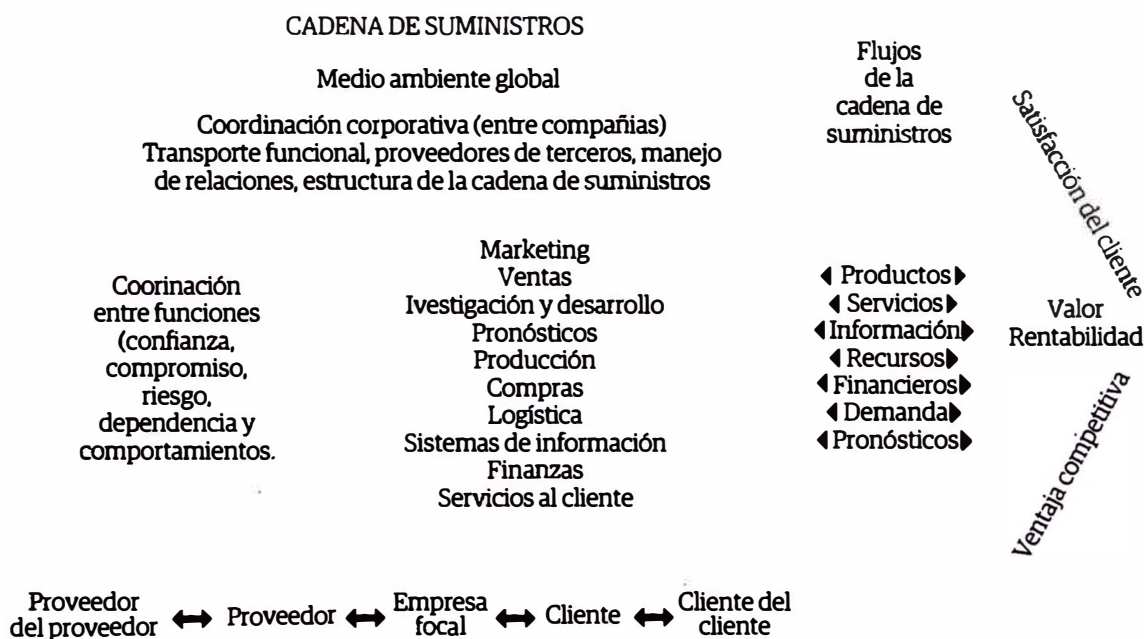 CADENA DE SUMINISTROS
Medio ambiente global
Coordinación corporativa (entre compañias)
Transporte funcional, proveedores de terceros, manejo
de relaciones, estructura de la cadena de suministros
Flujos
de la
cadena de
suministros
Coorinación
entre funciones
(confianza,
compromiso,
riesgo,
dependencia y
comportamientos.
Marketing
Ventas
Ivestigación y desarrollo
Pronósticos
Producción
Compras
Logística
Sistemas de información
Finanzas
Servicios al cliente
Productos
Servicios
Información
Recursos
Financieros
Demanda
Pronósticos
Satisfacción del cliente
Valor
Rentabilidad
Ventaja competitiva
Proveedor
del proveedor
Proveedor
Empresa
focal
Cliente
Cliente del
cliente